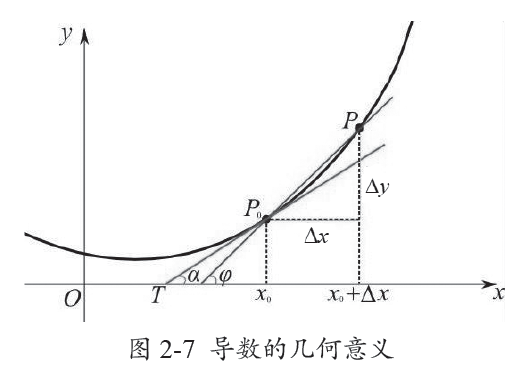 y
P
Δy
P₀
Δx
α φ
O T x₀ x₀+Δx x
图 2-7 导数的几何意义